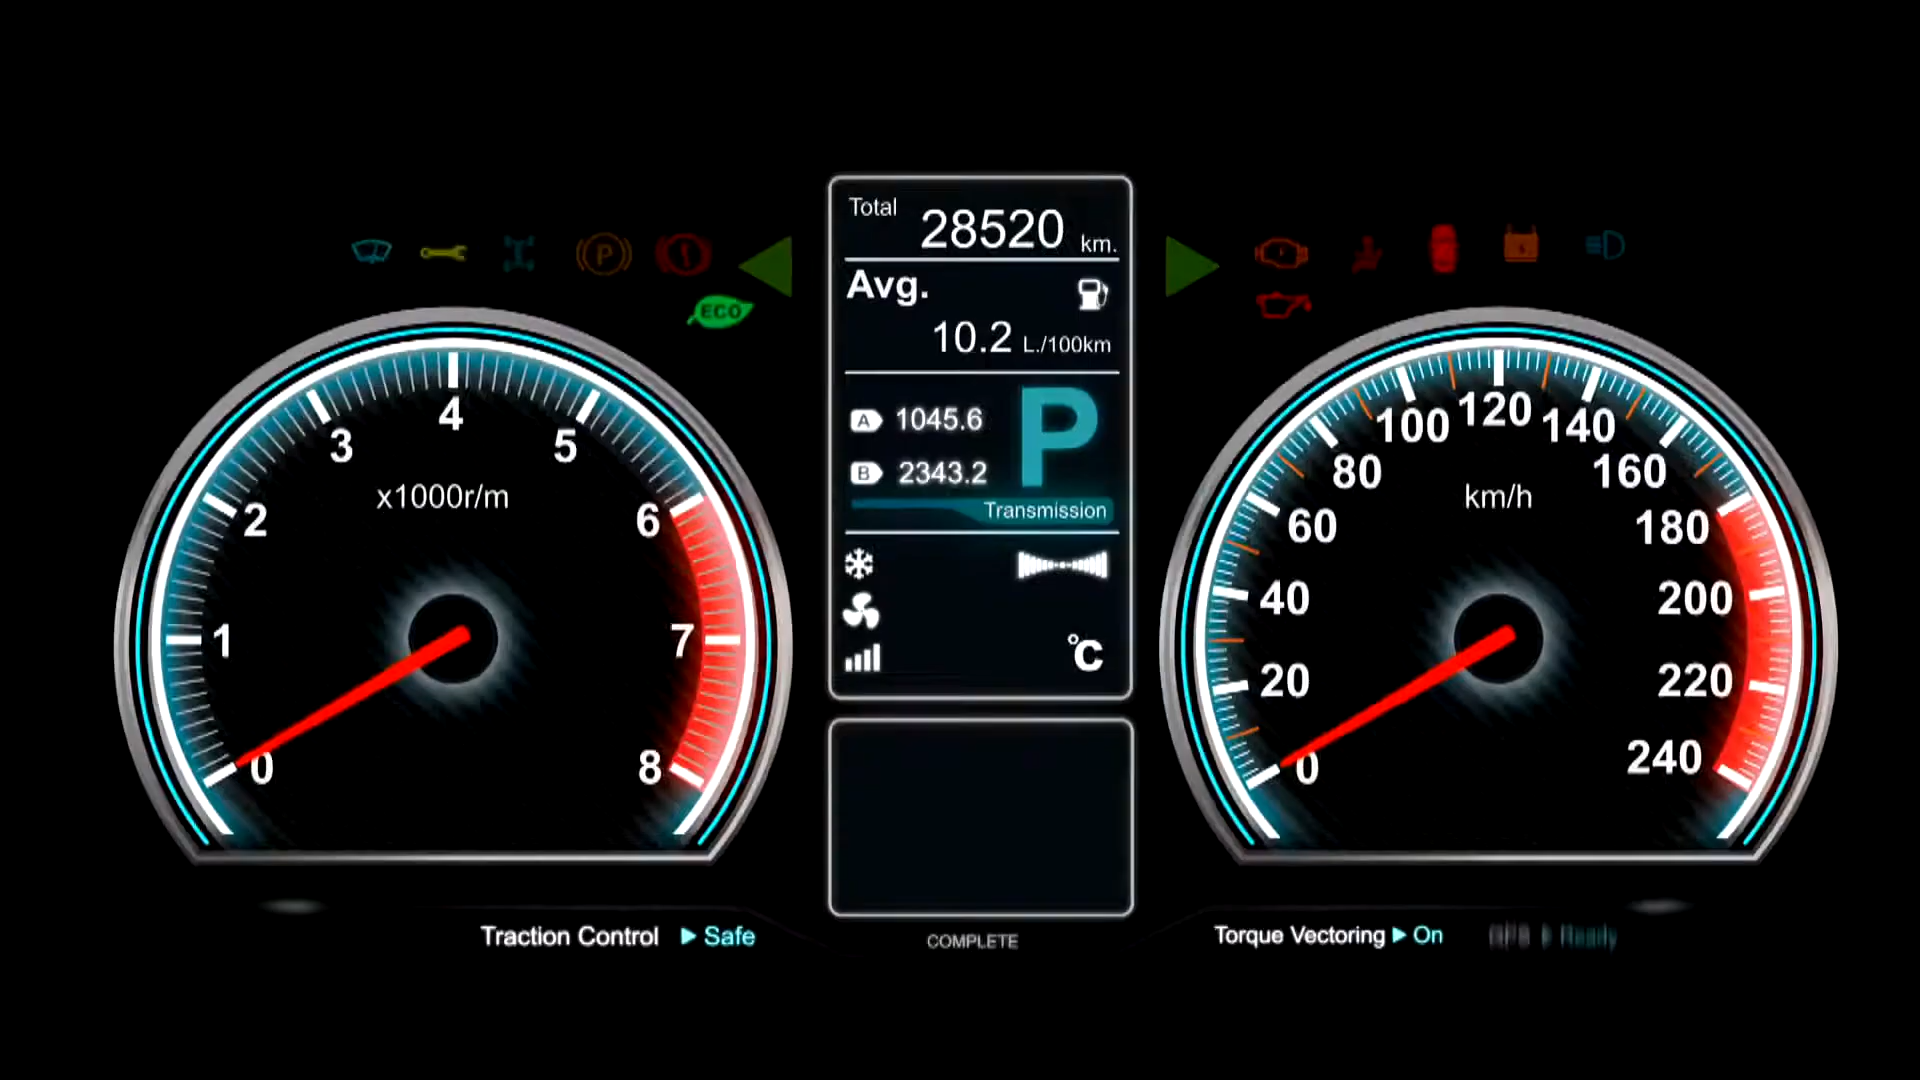 Total
28520 km.
Avg.
10.2 L./100km
A 1045.6
B 2343.2
P
Transmission
°C
ECO
P
0
1
2
3
4
5
6
7
8
x1000r/m
0
20
40
60
80
100
120
140
160
180
200
220
240
km/h
Traction Control ▶ Safe
COMPLETE
Torque Vectoring ▶ On
Ready